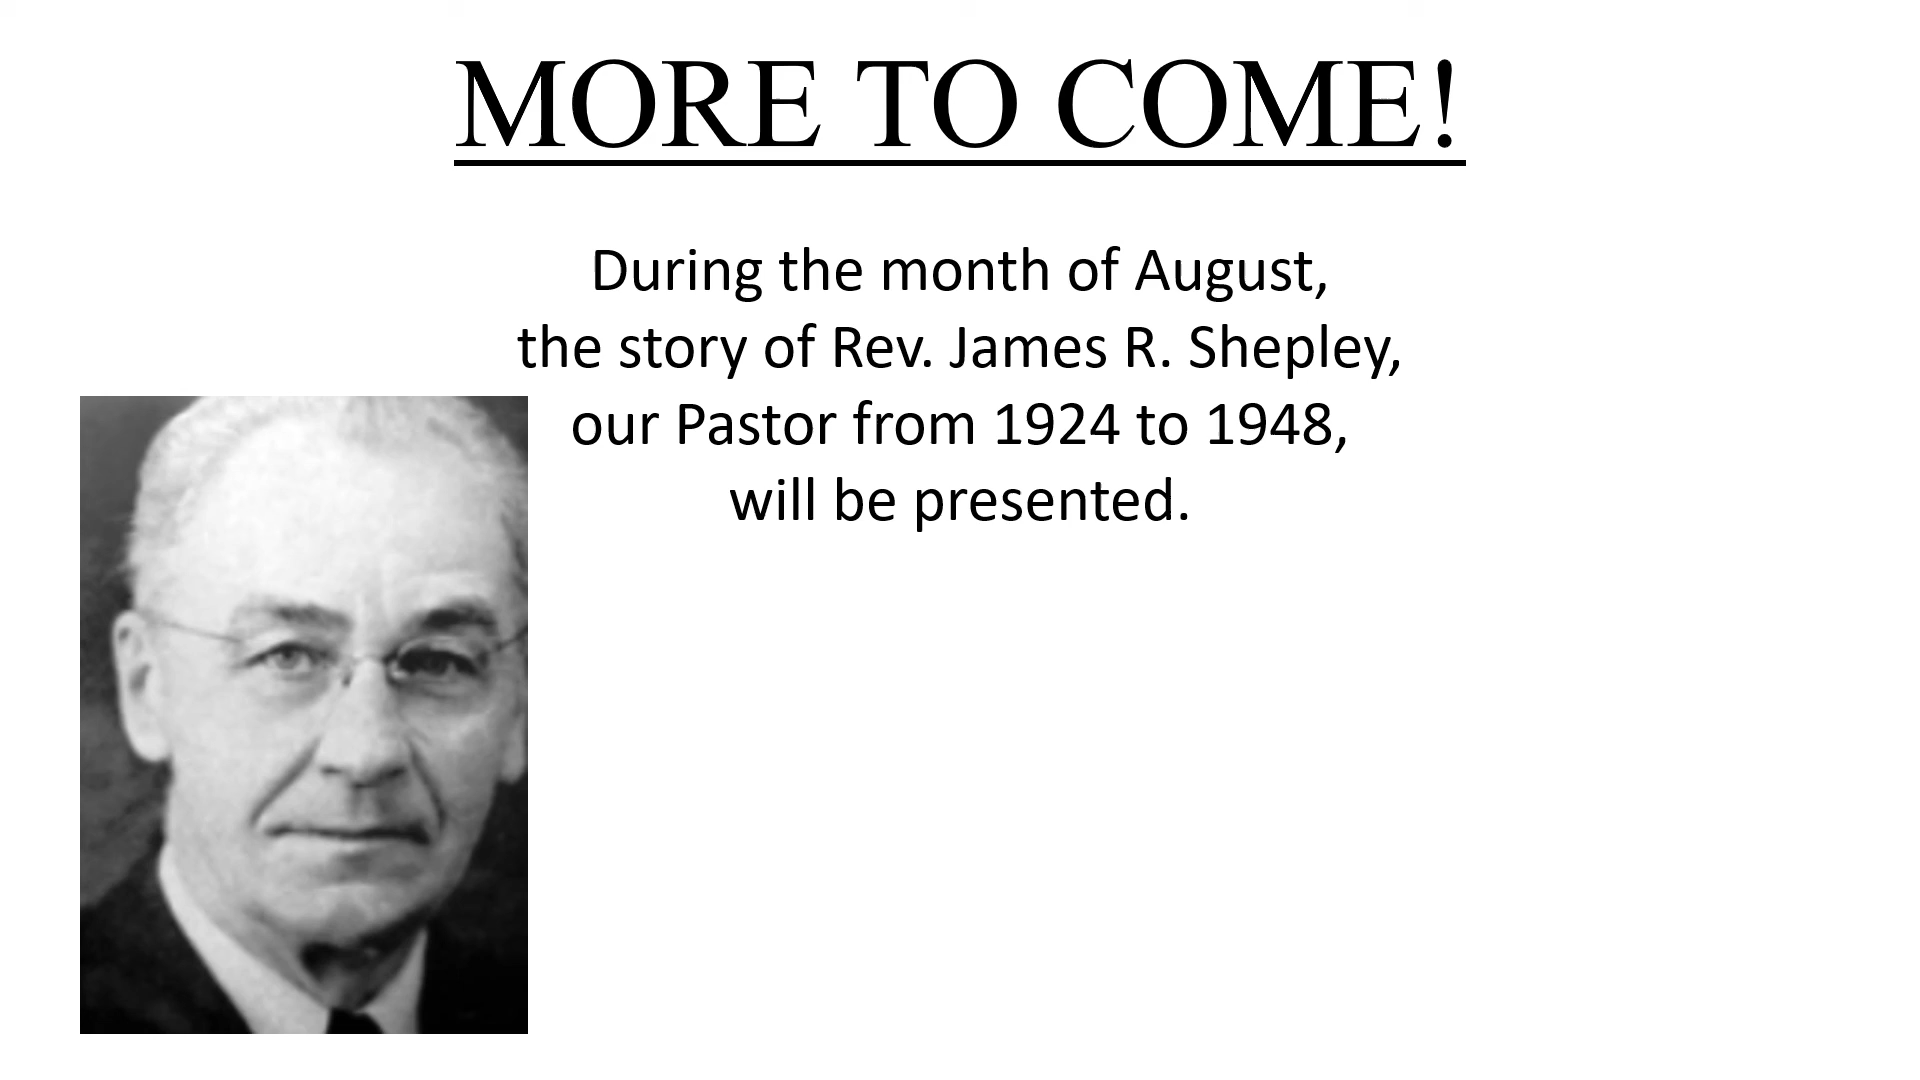 MORE TO COME!
During the month of August,
the story of Rev. James R. Shepley,
our Pastor from 1924 to 1948,
will be presented.